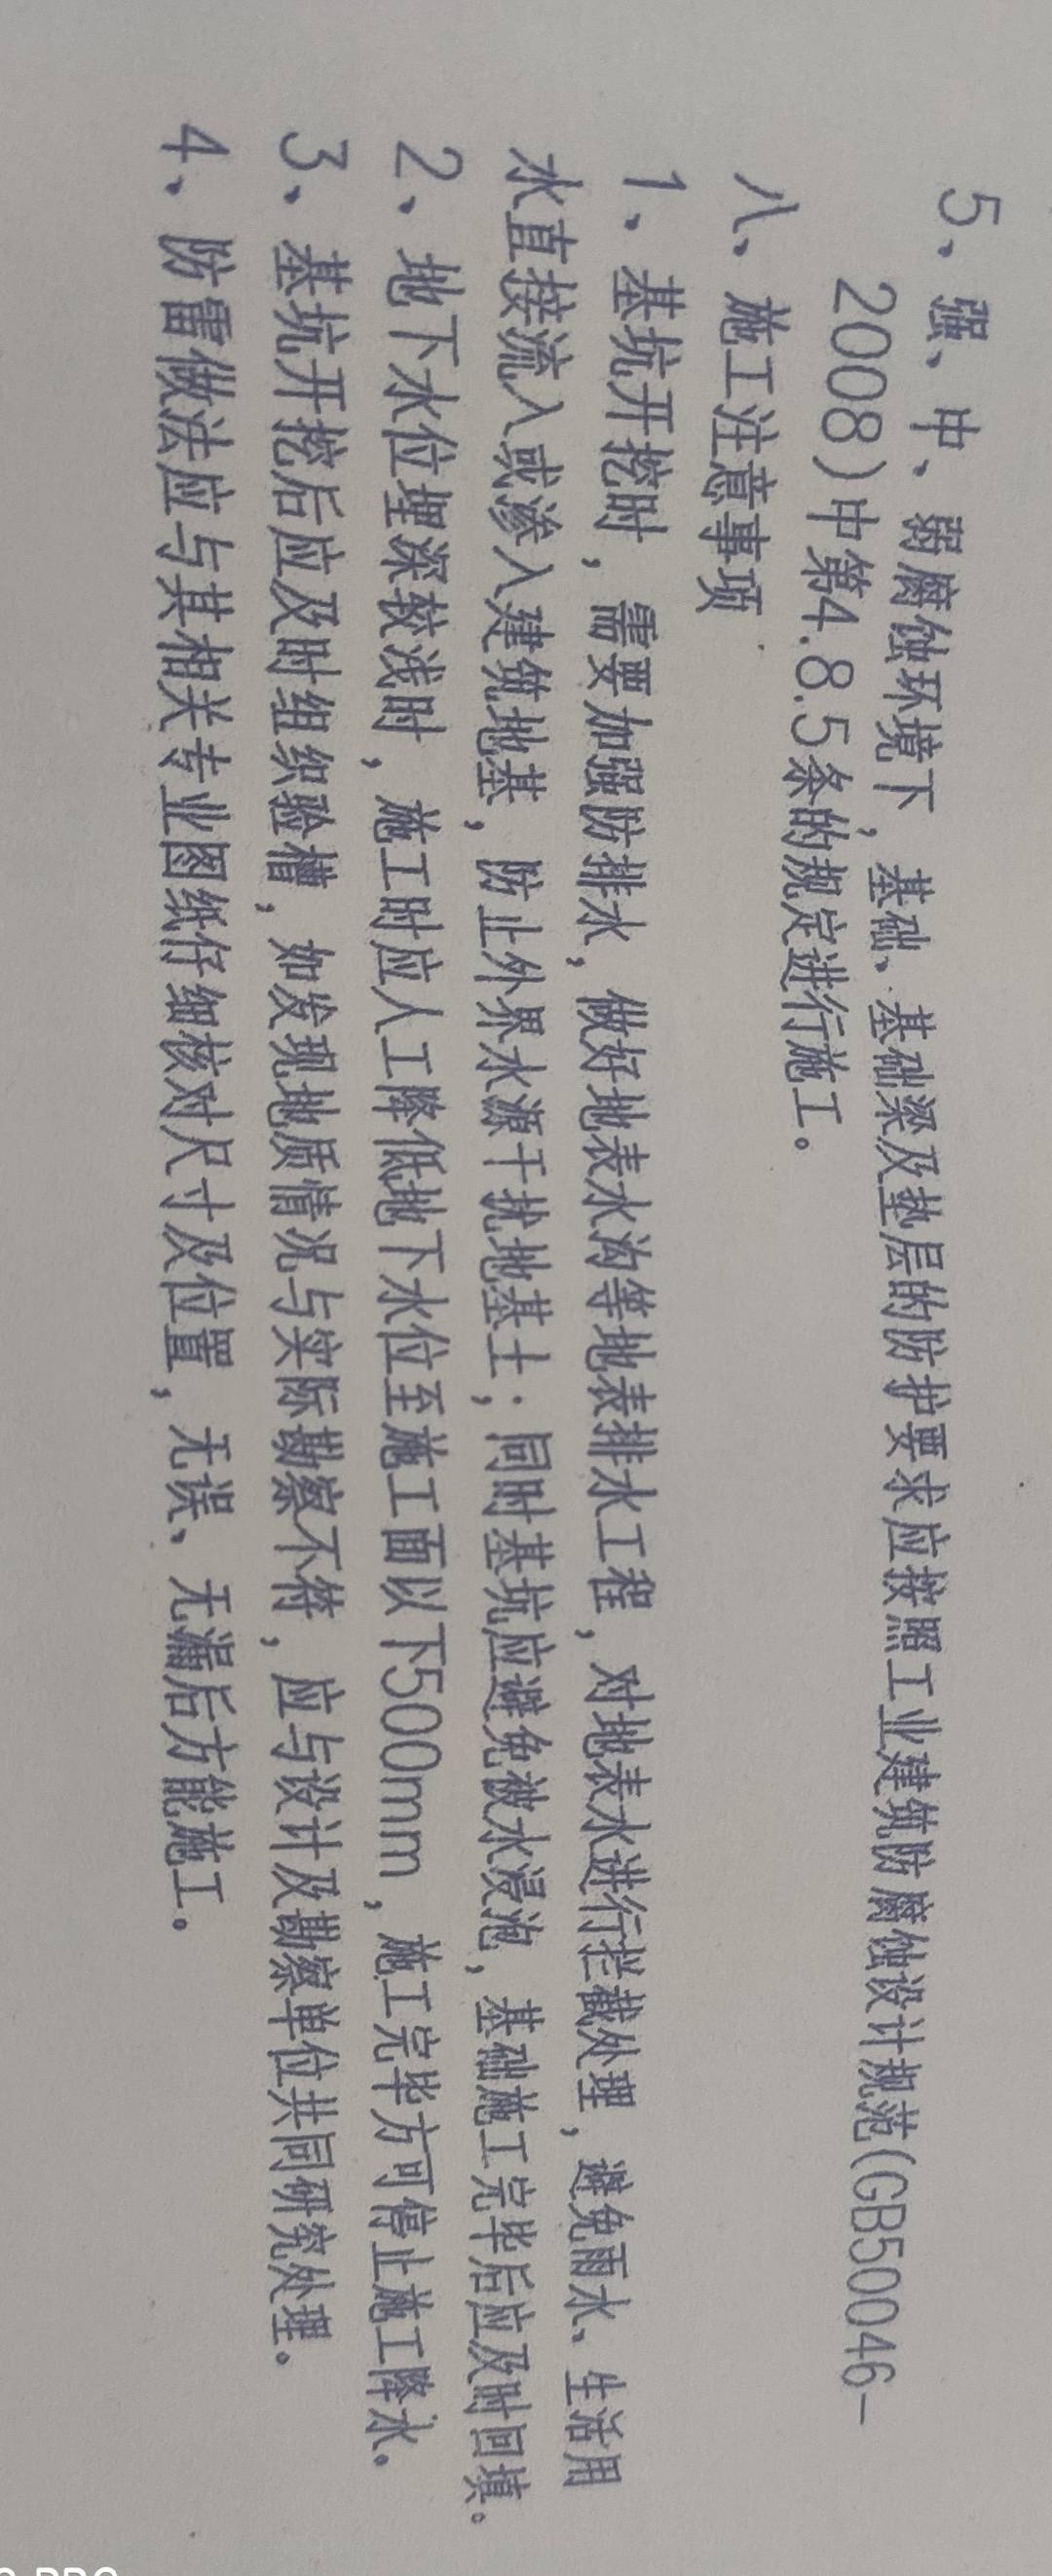 5、强、中、弱腐蚀环境下，基础、基础梁及垫层的防护要求应按照工业建筑防腐蚀设计规范(GB50046-
2008)中第4.8.5条的规定进行施工。
八、施工注意事项
1、基坑开挖时，需要加强防排水，做好地表水沟等地表排水工程，对地表水进行拦截处理，避免雨水、生活用
水直接流入或渗入建筑地基，防止外界水源干扰地基土；同时基坑应避免被水浸泡，基础施工完毕后应及时回填。
2、地下水位埋深较浅时，施工时应人工降低地下水位至施工面以下500mm，施工完毕方可停止施工降水。
3、基坑开挖后应及时组织验槽，如发现地质情况与实际勘察不符，应与设计及勘察单位共同研究处理。
4、防雷做法应与其相关专业图纸仔细核对尺寸及位置，无误、无漏后方能施工。